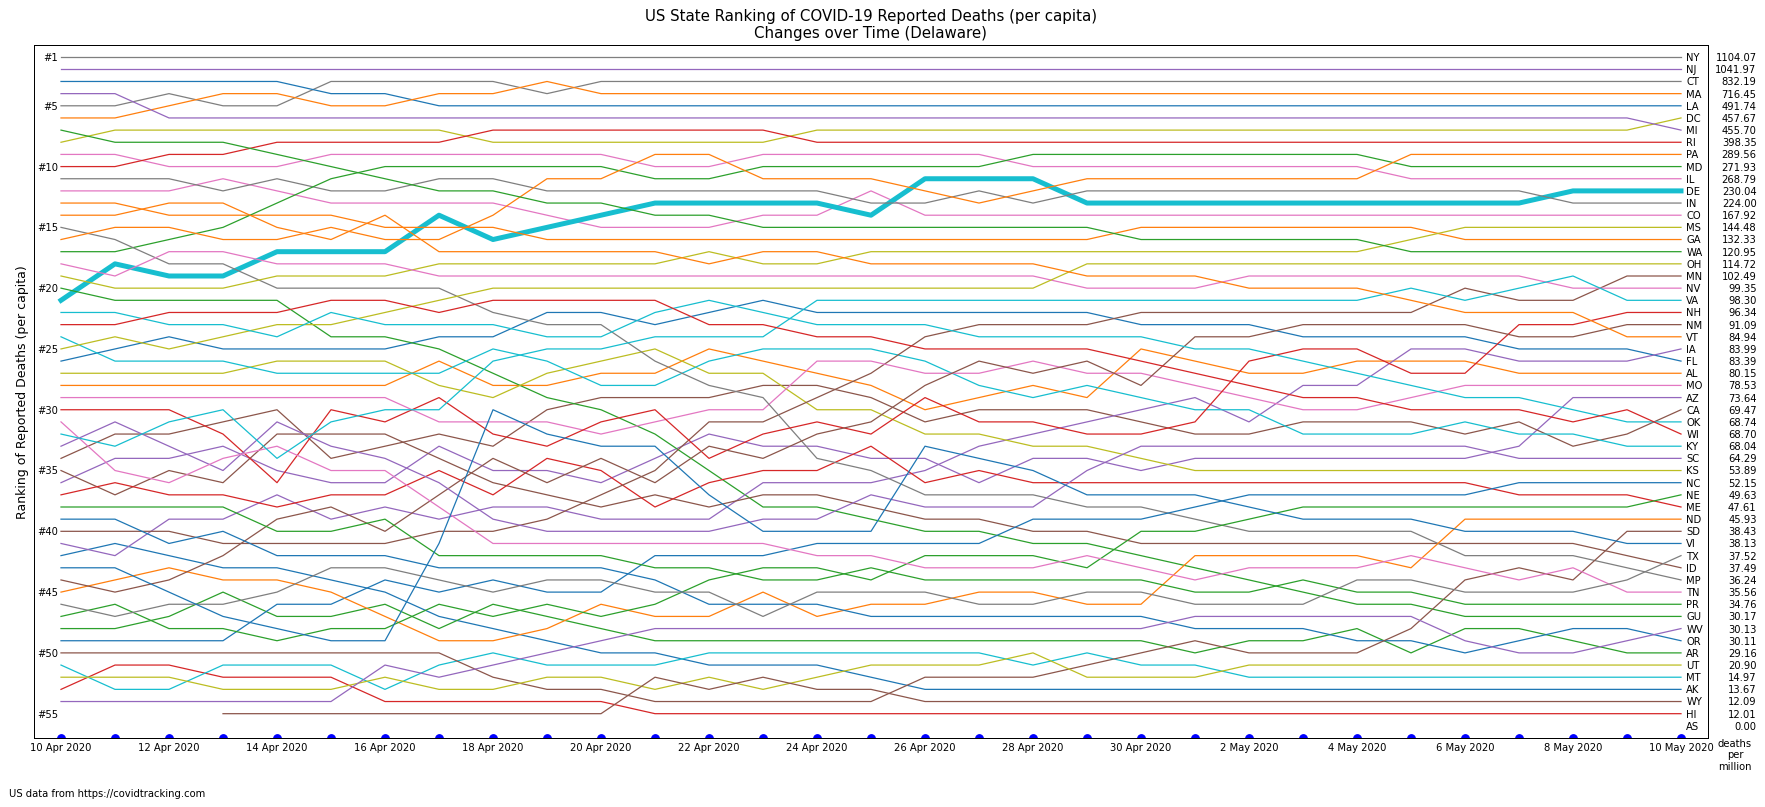 US State Ranking of COVID-19 Reported Deaths (per capita)
Changes over Time (Delaware)
Ranking of Reported Deaths (per capita)
#1
#5
#10
#15
#20
#25
#30
#35
#40
#45
#50
#55
NY 1104.07
NJ 1041.97
CT 832.19
MA 716.45
LA 491.74
DC 457.67
MI 455.70
RI 398.35
PA 289.56
MD 271.93
IL 268.79
DE 230.04
IN 224.00
CO 167.92
MS 144.48
GA 132.33
WA 120.95
OH 114.72
MN 102.49
NV 99.35
VA 98.30
NH 96.34
NM 91.09
VT 84.94
IA 83.99
FL 83.39
AL 80.15
MO 78.53
AZ 73.64
CA 69.47
OK 68.74
WI 68.70
KY 68.04
SC 64.29
KS 53.89
NC 52.15
NE 49.63
ME 47.61
ND 45.93
SD 38.43
VI 38.13
TX 37.52
ID 37.49
MP 36.24
TN 35.56
PR 34.76
GU 30.17
WV 30.13
OR 30.11
AR 29.16
UT 20.90
MT 14.97
AK 13.67
WY 12.09
HI 12.01
AS 0.00
10 Apr 2020 12 Apr 2020 14 Apr 2020 16 Apr 2020 18 Apr 2020 20 Apr 2020 22 Apr 2020 24 Apr 2020 26 Apr 2020 28 Apr 2020 30 Apr 2020 2 May 2020 4 May 2020 6 May 2020 8 May 2020 10 May 2020
deaths
per
million
US data from https://covidtracking.com